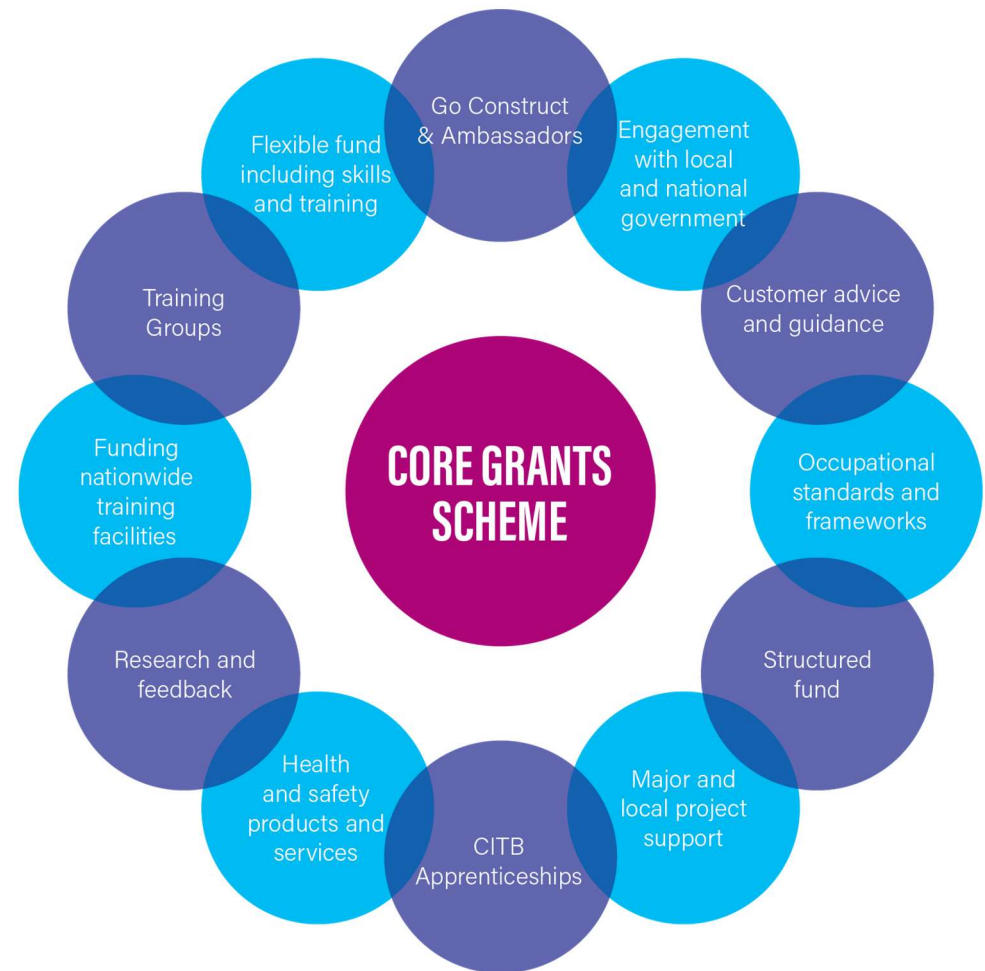 Go Construct
& Ambassadors
Engagement
with local
and national
government
Customer advice
and guidance
Occupational
standards and
frameworks
Structured
fund
Major and
local project
support
CITB
Apprenticeships
Health
and safety
products and
services
Research and
feedback
Funding
nationwide
training
facilities
Training
Groups
Flexible fund
including skills
and training
CORE GRANTS
SCHEME